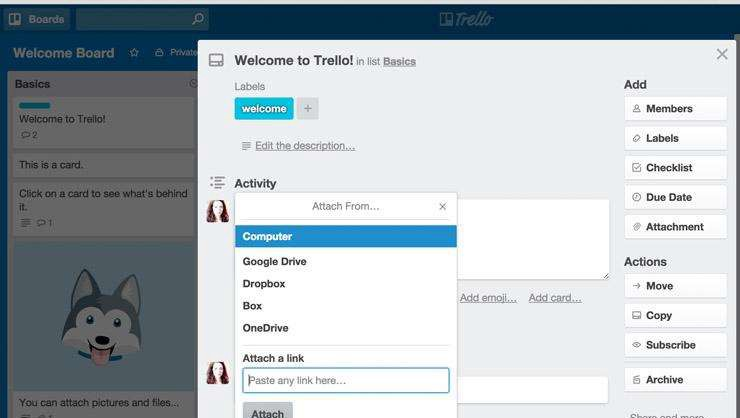 Boards
Trello
Welcome Board
Private
Basics
Welcome to Trello!
2
This is a card.
Click on a card to see what's behind
it.
1
You can attach pictures and files...
Welcome to Trello! in list Basics
Labels
welcome
+
Edit the description…
Activity
Attach From…
Computer
Google Drive
Dropbox
Box
OneDrive
Attach a link
Paste any link here…
Attach
Add emoji… Add card…
Add
Members
Labels
Checklist
Due Date
Attachment
Actions
Move
Copy
Subscribe
Archive
Share and more